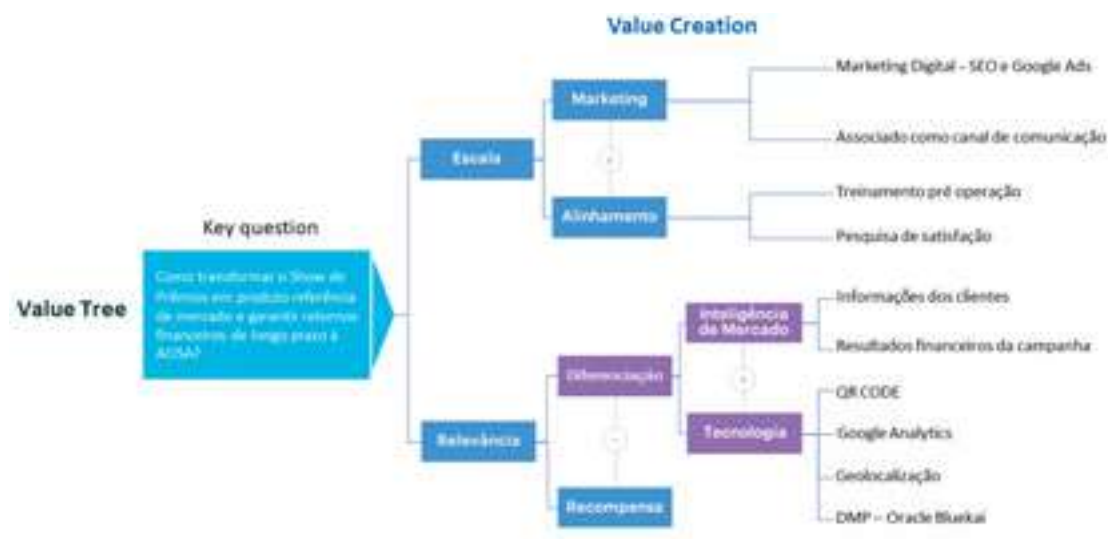 Value Creation
Marketing Digital - SEO e Google Ads
Marketing
Associado como canal de comunicação
Escala
Treinamento pré operação
Alinhamento
Pesquisa de satisfação
Key question
Value Tree
Como transformar o Show de
Prêmios em produto referência
de mercado e garantir retornos
financeiros de longo prazo à
Informações dos clientes
Inteligência
de Mercado
Resultados financeiros da campanha
Diferenciação
QR CODE
Tecnologia
Google Analytics
Relevância
Geolocalização
Recompensa
DMP – Oracle Bluekai